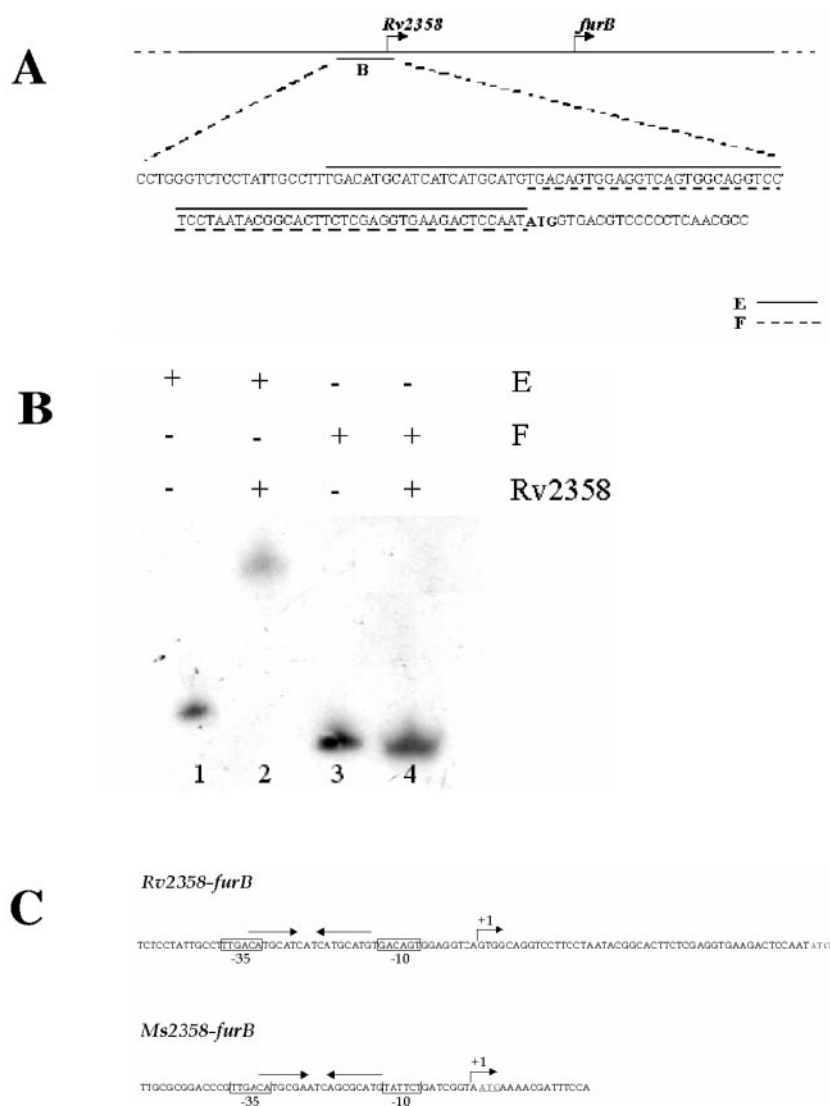 A
Rv2358 furB
B
CCTGGGTCTCCTATTGCCTTTGACATGCATCATCATGCATGTGACAGTGGAGGTCAGTGGCAGGTCC
TCCTAATACGGCACTTCTCGAGGTGAAGACTCCAATATGGTGACGTCCCCCTCAACGCC
E
F
B
+ + - - E
- - + + F
- + - + Rv2358
1 2 3 4
C
Rv2358-furB
+1
TCTCCTATTGCCTTTGACATGCATCATCATGCATGTGACAGTGGAGGTCAGTGGCAGGTCCTTCCTAATACGGCACTTCTCGAGGTGAAGACTCCAATATG
-35 -10
Ms2358-furB
+1
TTGCGCGGACCCGTTGACATGCGAATCAGCGCATGTATTCTGATCGGTAATGAAAACGATTTCCA
-35 -10